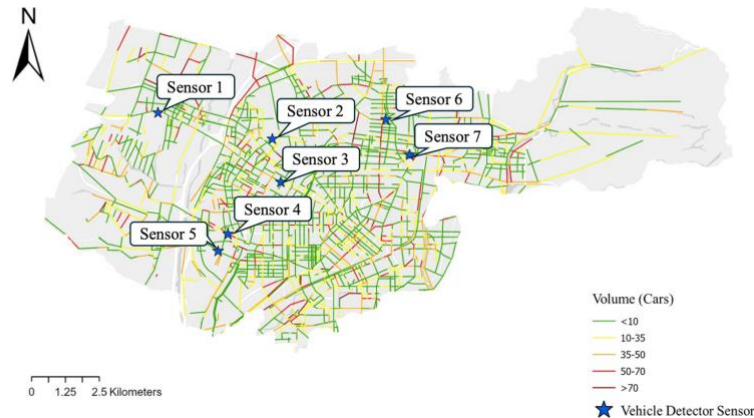 N
Sensor 1
Sensor 2
Sensor 6
Sensor 7
Sensor 3
Sensor 4
Sensor 5
Volume (Cars)
<10
10-35
35-50
50-70
>70
Vehicle Detector Sensor
0 1.25 2.5 Kilometers